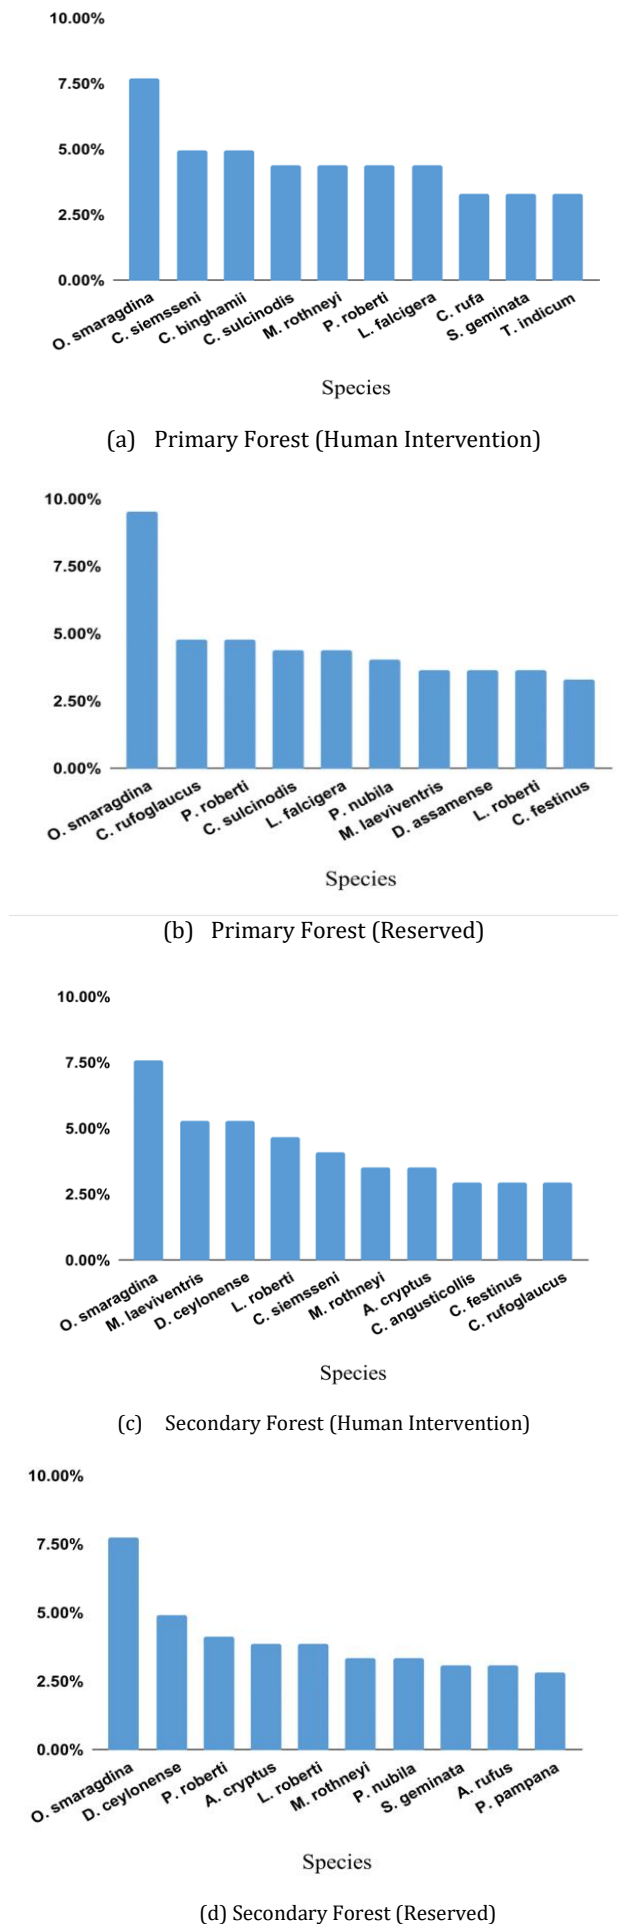 10.00%
7.50%
5.00%
2.50%
0.00%
O. smaragdina
C. siemsseni
C. binghamii
C. sulcinodis
M. rothneyi
P. roberti
L. falcigera
C. rufa
S. geminata
T. indicum
Species
(a) Primary Forest (Human Intervention)
10.00%
7.50%
5.00%
2.50%
0.00%
O. smaragdina
C. rufoglaucus
P. roberti
C. sulcinodis
L. falcigera
P. nubila
M. laeviventris
D. assamense
L. roberti
C. festinus
Species
(b) Primary Forest (Reserved)
10.00%
7.50%
5.00%
2.50%
0.00%
O. smaragdina
M. laeviventris
D. ceylonense
L. roberti
C. siemsseni
M. rothneyi
A. cryptus
C. angusticollis
C. festinus
C. rufoglaucus
Species
(c) Secondary Forest (Human Intervention)
10.00%
7.50%
5.00%
2.50%
0.00%
O. smaragdina
D. ceylonense
P. roberti
A. cryptus
L. roberti
M. rothneyi
P. nubila
S. geminata
A. rufus
P. pampana
Species
(d) Secondary Forest (Reserved)